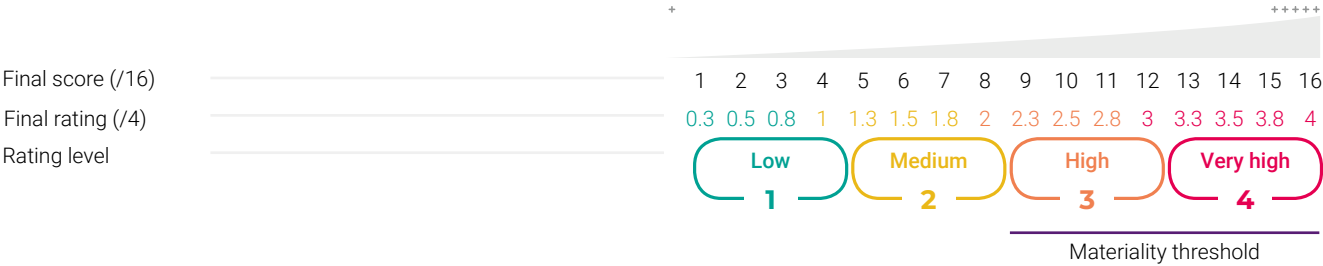 + +++++
Final score (/16) 1 2 3 4 5 6 7 8 9 10 11 12 13 14 15 16
Final rating (/4) 0.3 0.5 0.8 1 1.3 1.5 1.8 2 2.3 2.5 2.8 3 3.3 3.5 3.8 4
Rating level Low Medium High Very high
1 2 3 4
Materiality threshold